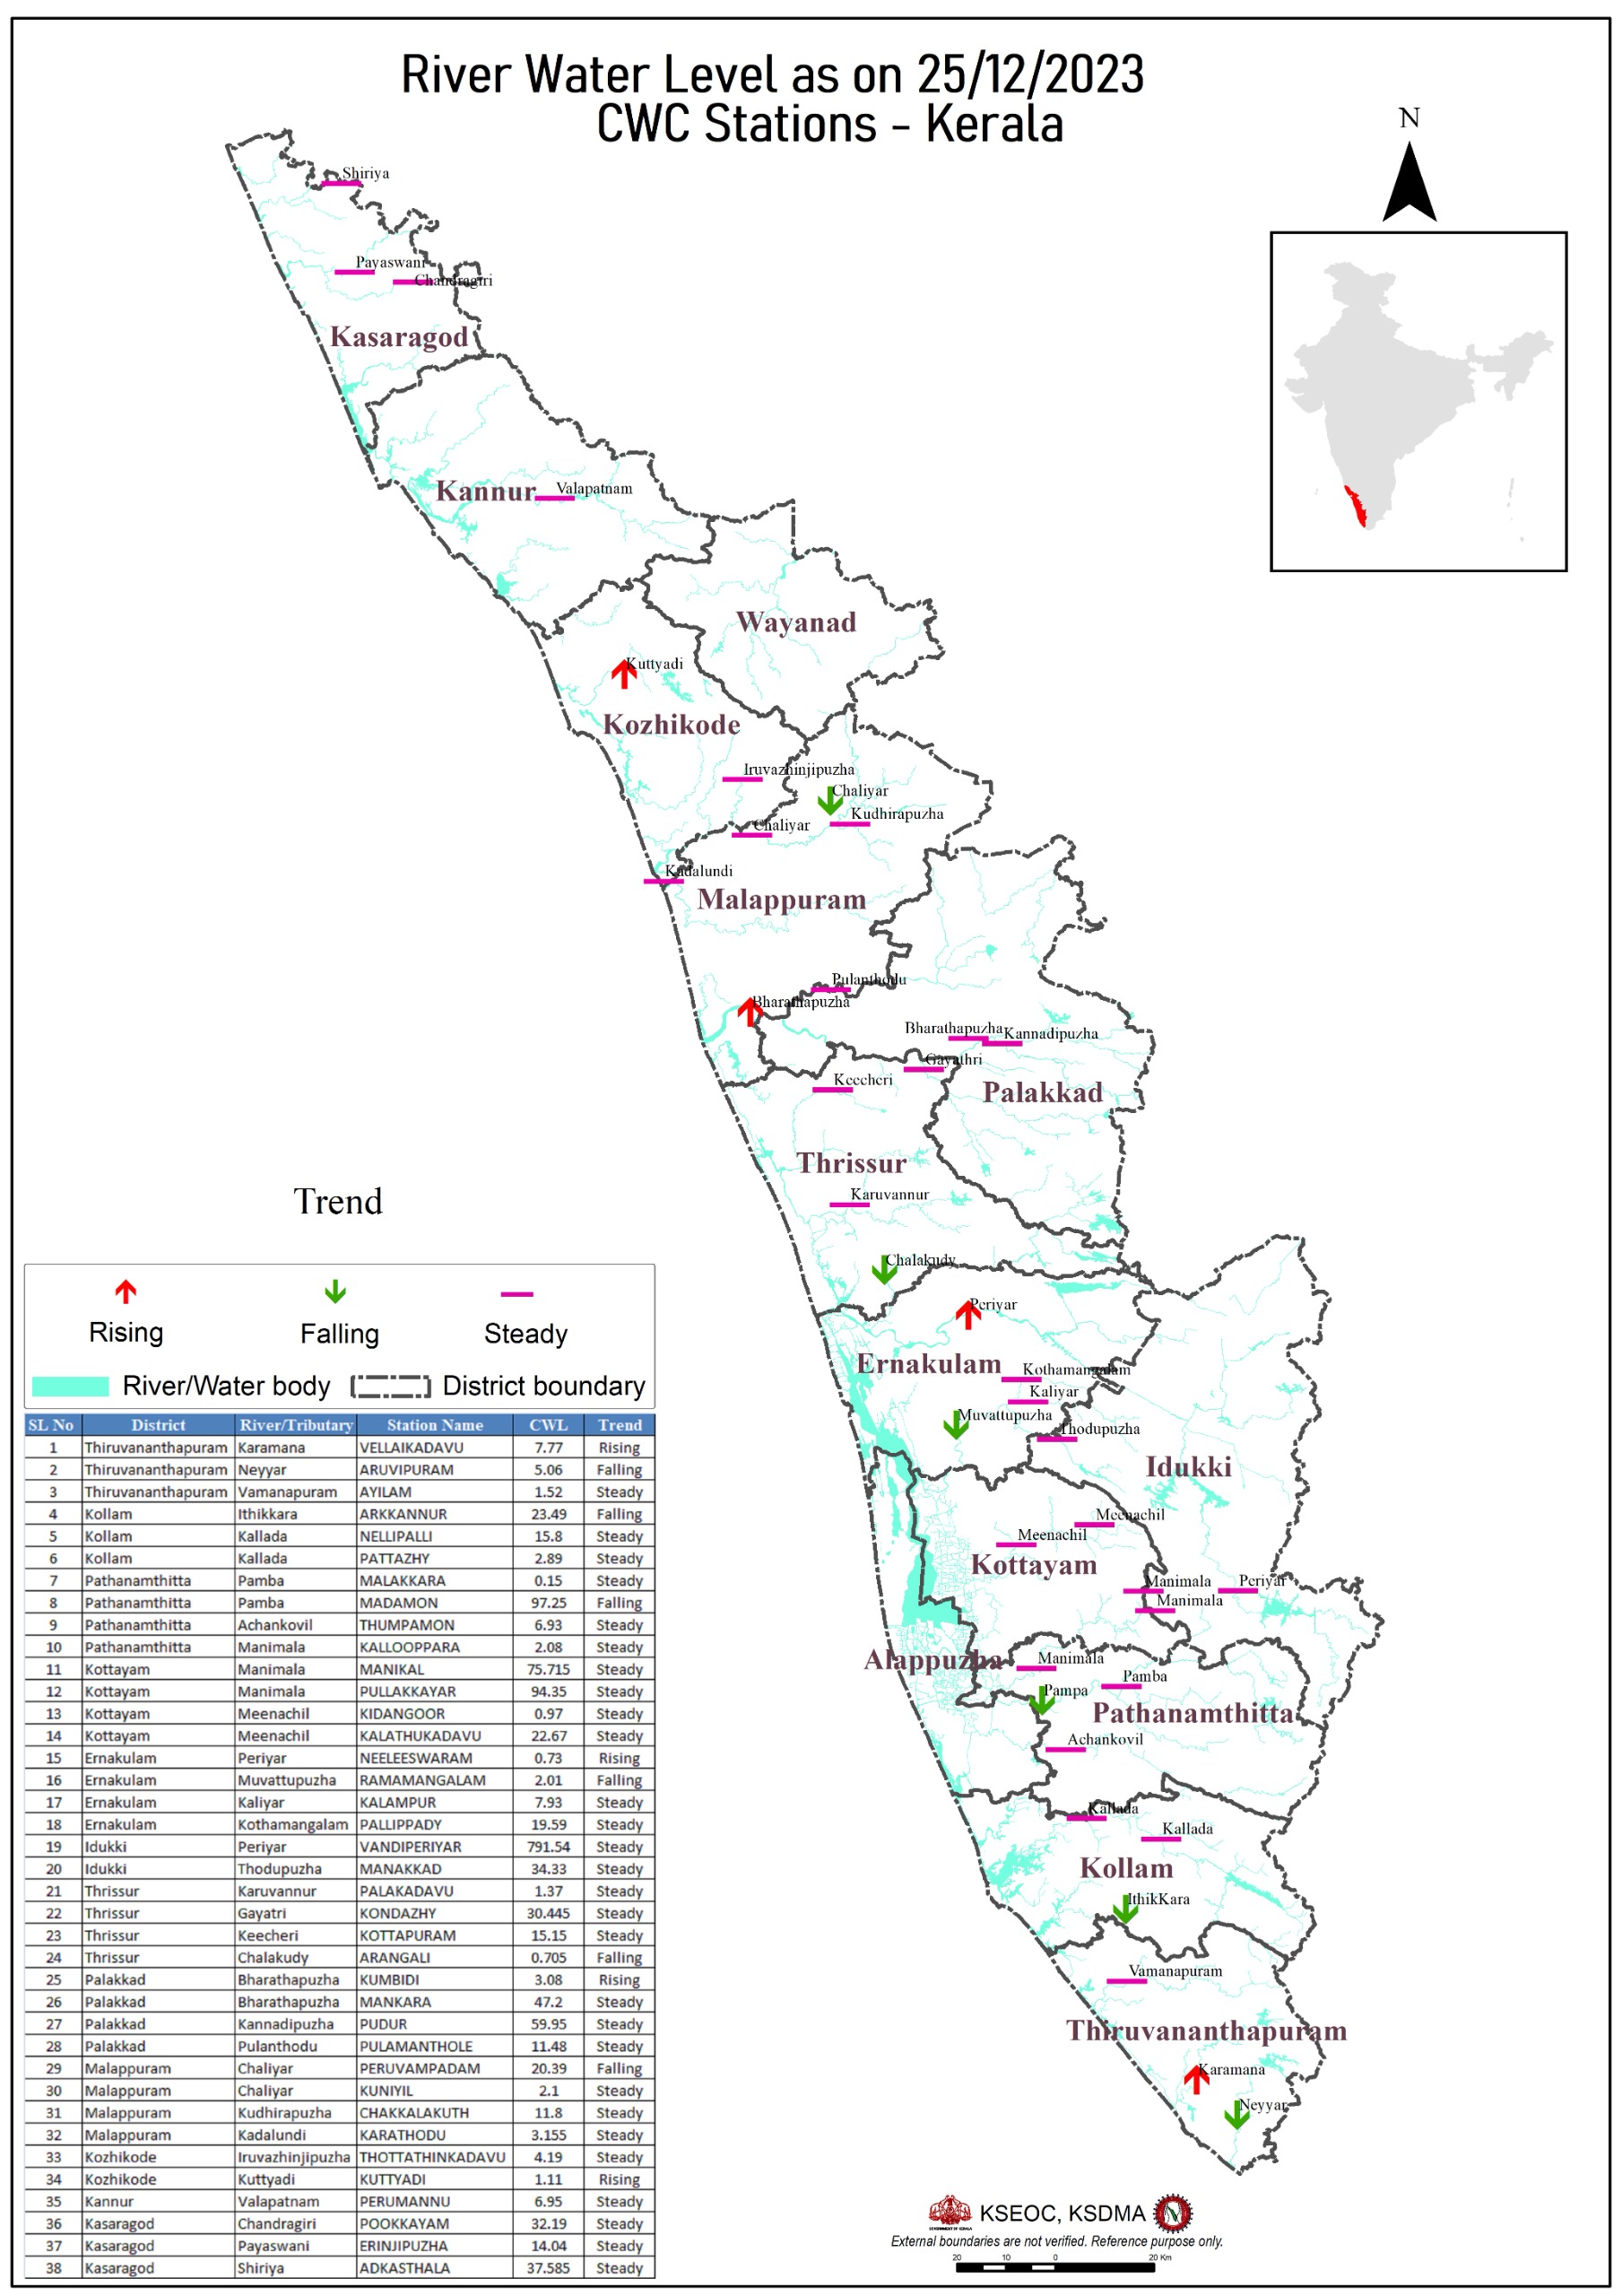 River Water Level as on 25/12/2023
CWC Stations - Kerala
N
Shiriya
Payaswani
Chandragiri
Kasaragod
Kannur
Valapatnam
Wayanad
Kuttyadi
Kozhikode
Iruvazhinjipuzha
Chaliyar
Kudhirapuzha
Chaliyar
Kadalundi
Malappuram
Pulanthodu
Bharathapuzha
Bharathapuzha
Kannadipuzha
Gayathri
Keecheri
Palakkad
Thrissur
Karuvannur
Chalakudy
Periyar
Ernakulam
Kothamangalam
Kaliyar
Muvattupuzha
Thodupuzha
Idukki
Meenachil
Meenachil
Kottayam
Manimala
Periyar
Manimala
Alappuzha
Manimala
Pamba
Pampa
Pathanamthitta
Achankovil
Kallada
Kallada
Kollam
IthikKara
Vamanapuram
Thiruvananthapuram
Karamana
Neyyar
Trend
Rising Falling Steady
River/Water body District boundary
SL No District River/Tributary Station Name CWL Trend
1 Thiruvananthapuram Karamana VELLAIKADAVU 7.77 Rising
2 Thiruvananthapuram Neyyar ARUVIPURAM 5.06 Falling
3 Thiruvananthapuram Vamanapuram AYILAM 1.52 Steady
4 Kollam Ithikkara ARKKANNUR 23.49 Falling
5 Kollam Kallada NELLIPALLI 15.8 Steady
6 Kollam Kallada PATTAZHY 2.89 Steady
7 Pathanamthitta Pamba MALAKKARA 0.15 Steady
8 Pathanamthitta Pamba MADAMON 97.25 Falling
9 Pathanamthitta Achankovil THUMPAMON 6.93 Steady
10 Pathanamthitta Manimala KALLOOPPARA 2.08 Steady
11 Kottayam Manimala MANIKAL 75.715 Steady
12 Kottayam Manimala PULLAKKAYAR 94.35 Steady
13 Kottayam Meenachil KIDANGOOR 0.97 Steady
14 Kottayam Meenachil KALATHUKADAVU 22.67 Steady
15 Ernakulam Periyar NEELEESWARAM 0.73 Rising
16 Ernakulam Muvattupuzha RAMAMANGALAM 2.01 Falling
17 Ernakulam Kaliyar KALAMPUR 7.93 Steady
18 Ernakulam Kothamangalam PALLIPPADY 19.59 Steady
19 Idukki Periyar VANDIPERIYAR 791.54 Steady
20 Idukki Thodupuzha MANAKKAD 34.33 Steady
21 Thrissur Karuvannur PALAKADAVU 1.37 Steady
22 Thrissur Gayatri KONDAZHY 30.445 Steady
23 Thrissur Keecheri KOTTAPURAM 15.15 Steady
24 Thrissur Chalakudy ARANGALI 0.705 Falling
25 Palakkad Bharathapuzha KUMBIDI 3.08 Rising
26 Palakkad Bharathapuzha MANKARA 47.2 Steady
27 Palakkad Kannadipuzha PUDUR 59.95 Steady
28 Palakkad Pulanthodu PULAMANTHOLE 11.48 Steady
29 Malappuram Chaliyar PERUVAMPADAM 20.39 Falling
30 Malappuram Chaliyar KUNIYIL 2.1 Steady
31 Malappuram Kudhirapuzha CHAKKALAKUTH 11.8 Steady
32 Malappuram Kadalundi KARATHODU 3.155 Steady
33 Kozhikode Iruvazhinjipuzha THOTTATHINKADAVU 4.19 Steady
34 Kozhikode Kuttyadi KUTTYADI 1.11 Rising
35 Kannur Valapatnam PERUMANNU 6.95 Steady
36 Kasaragod Chandragiri POOKKAYAM 32.19 Steady
37 Kasaragod Payaswani ERINJIPUZHA 14.04 Steady
38 Kasaragod Shiriya ADKASTHALA 37.585 Steady
KSEOC, KSDMA
External boundaries are not verified. Reference purpose only.
20 10 0 20 Km